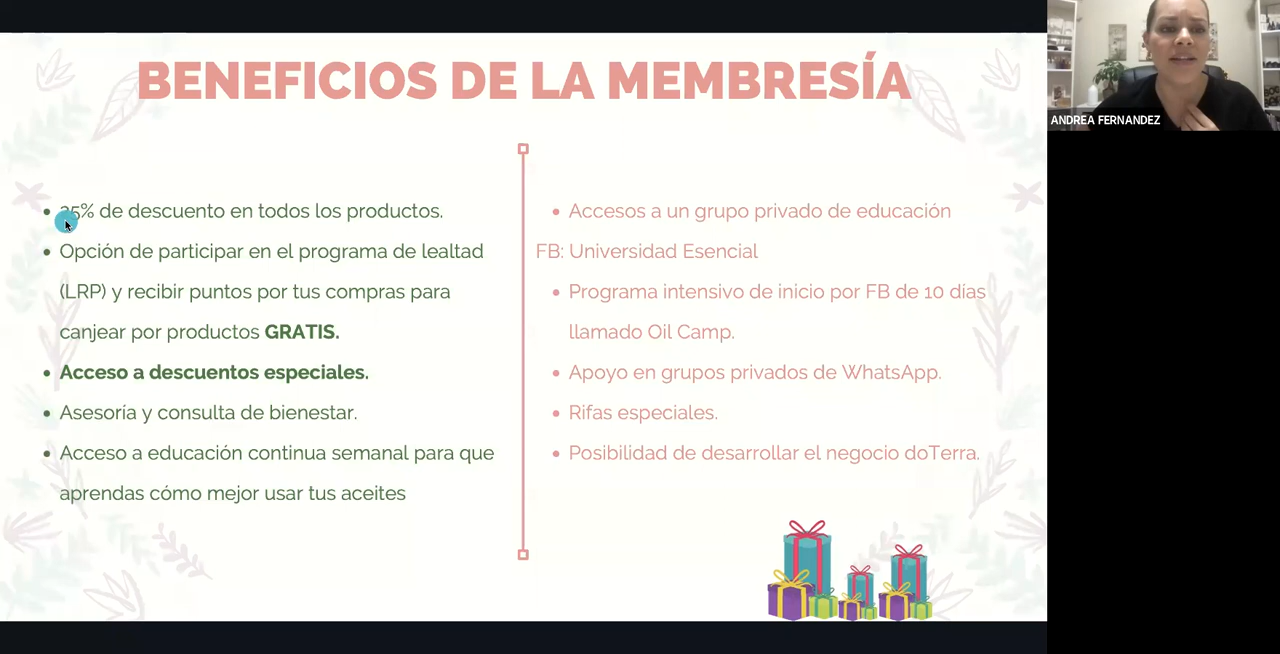 BENEFICIOS DE LA MEMBRESÍA
25% de descuento en todos los productos.
Opción de participar en el programa de lealtad
(LRP) y recibir puntos por tus compras para
canjear por productos GRATIS.
Acceso a descuentos especiales.
Asesoría y consulta de bienestar.
Acceso a educación continua semanal para que
aprendas cómo mejor usar tus aceites
Accesos a un grupo privado de educación
FB: Universidad Esencial
Programa intensivo de inicio por FB de 10 días
llamado Oil Camp.
Apoyo en grupos privados de WhatsApp.
Rifas especiales.
Posibilidad de desarrollar el negocio doTerra.
ANDREA FERNANDEZ